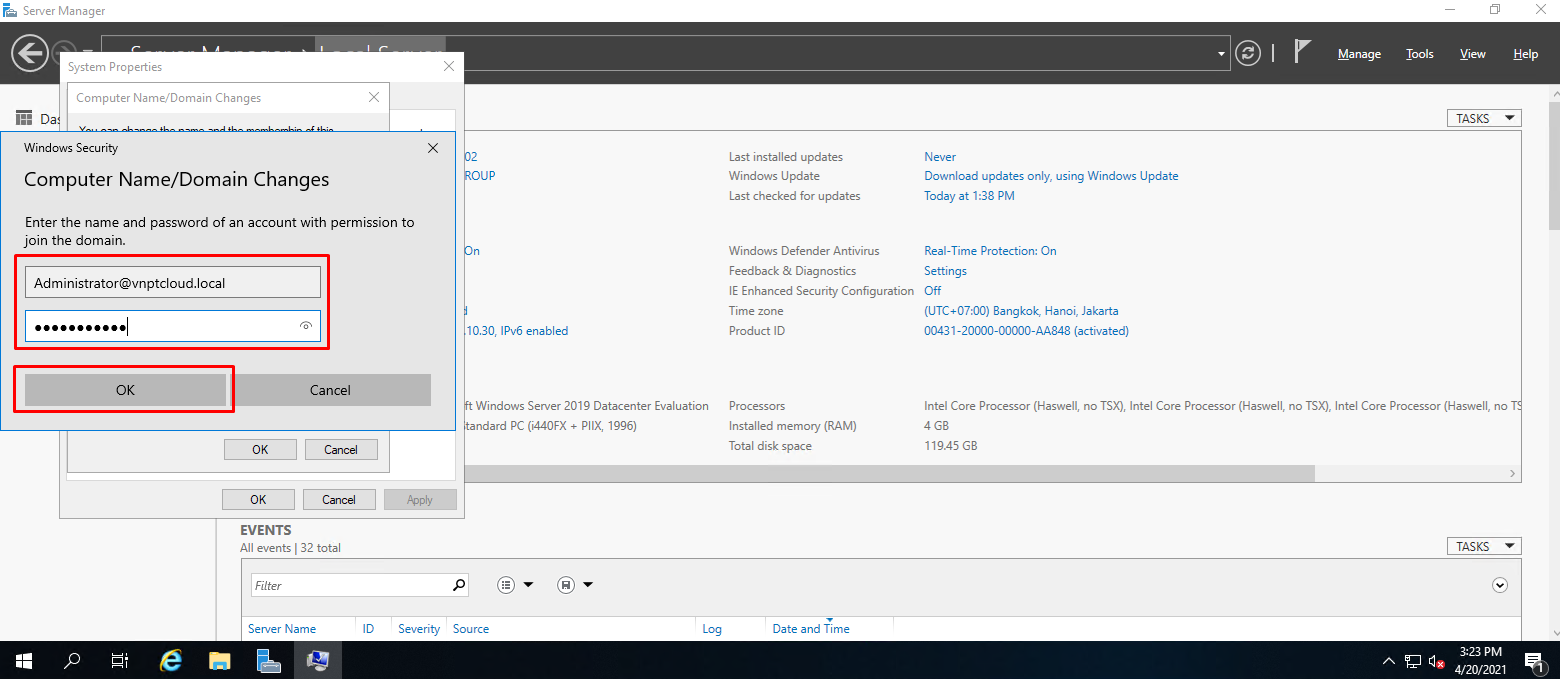 Server Manager
Manage Tools View Help
System Properties
Computer Name/Domain Changes
TASKS
Windows Security
Computer Name/Domain Changes
Enter the name and password of an account with permission to
join the domain.
Administrator@vnptcloud.local
●●●●●●●●●●●
OK Cancel
OK Cancel
OK Cancel Apply
02 Last installed updates Never
ROUP Windows Update Download updates only, using Windows Update
Last checked for updates Today at 1:38 PM
On Windows Defender Antivirus Real-Time Protection: On
Feedback & Diagnostics Settings
IE Enhanced Security Configuration Off
Time zone (UTC+07:00) Bangkok, Hanoi, Jakarta
.10.30, IPv6 enabled Product ID 00431-20000-00000-AA848 (activated)
ft Windows Server 2019 Datacenter Evaluation Processors Intel Core Processor (Haswell, no TSX), Intel Core Processor (Haswell, no TSX), Intel Core Processor (Haswell, no TS
tandard PC (i440FX + PIIX, 1996) Installed memory (RAM) 4 GB
Total disk space 119.45 GB
EVENTS
All events | 32 total
TASKS
Filter
Server Name ID Severity Source Log Date and Time
3:23 PM
4/20/2021
1